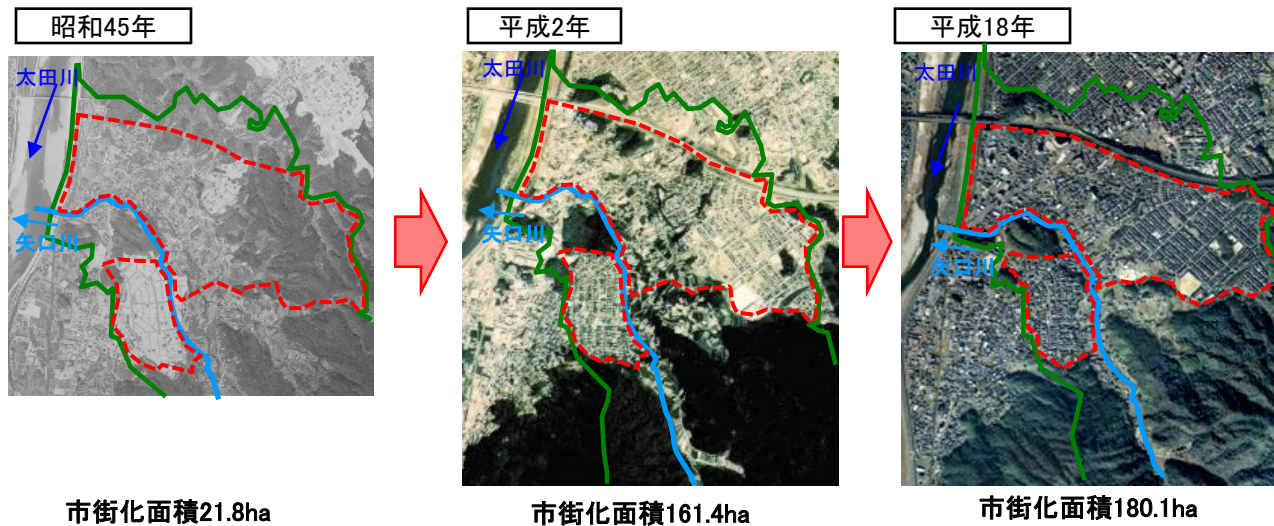 昭和45年
平成2年
平成18年
太田川
太田川
太田川
矢口川
矢口川
矢口川
市街化面積21.8ha
市街化面積161.4ha
市街化面積180.1ha